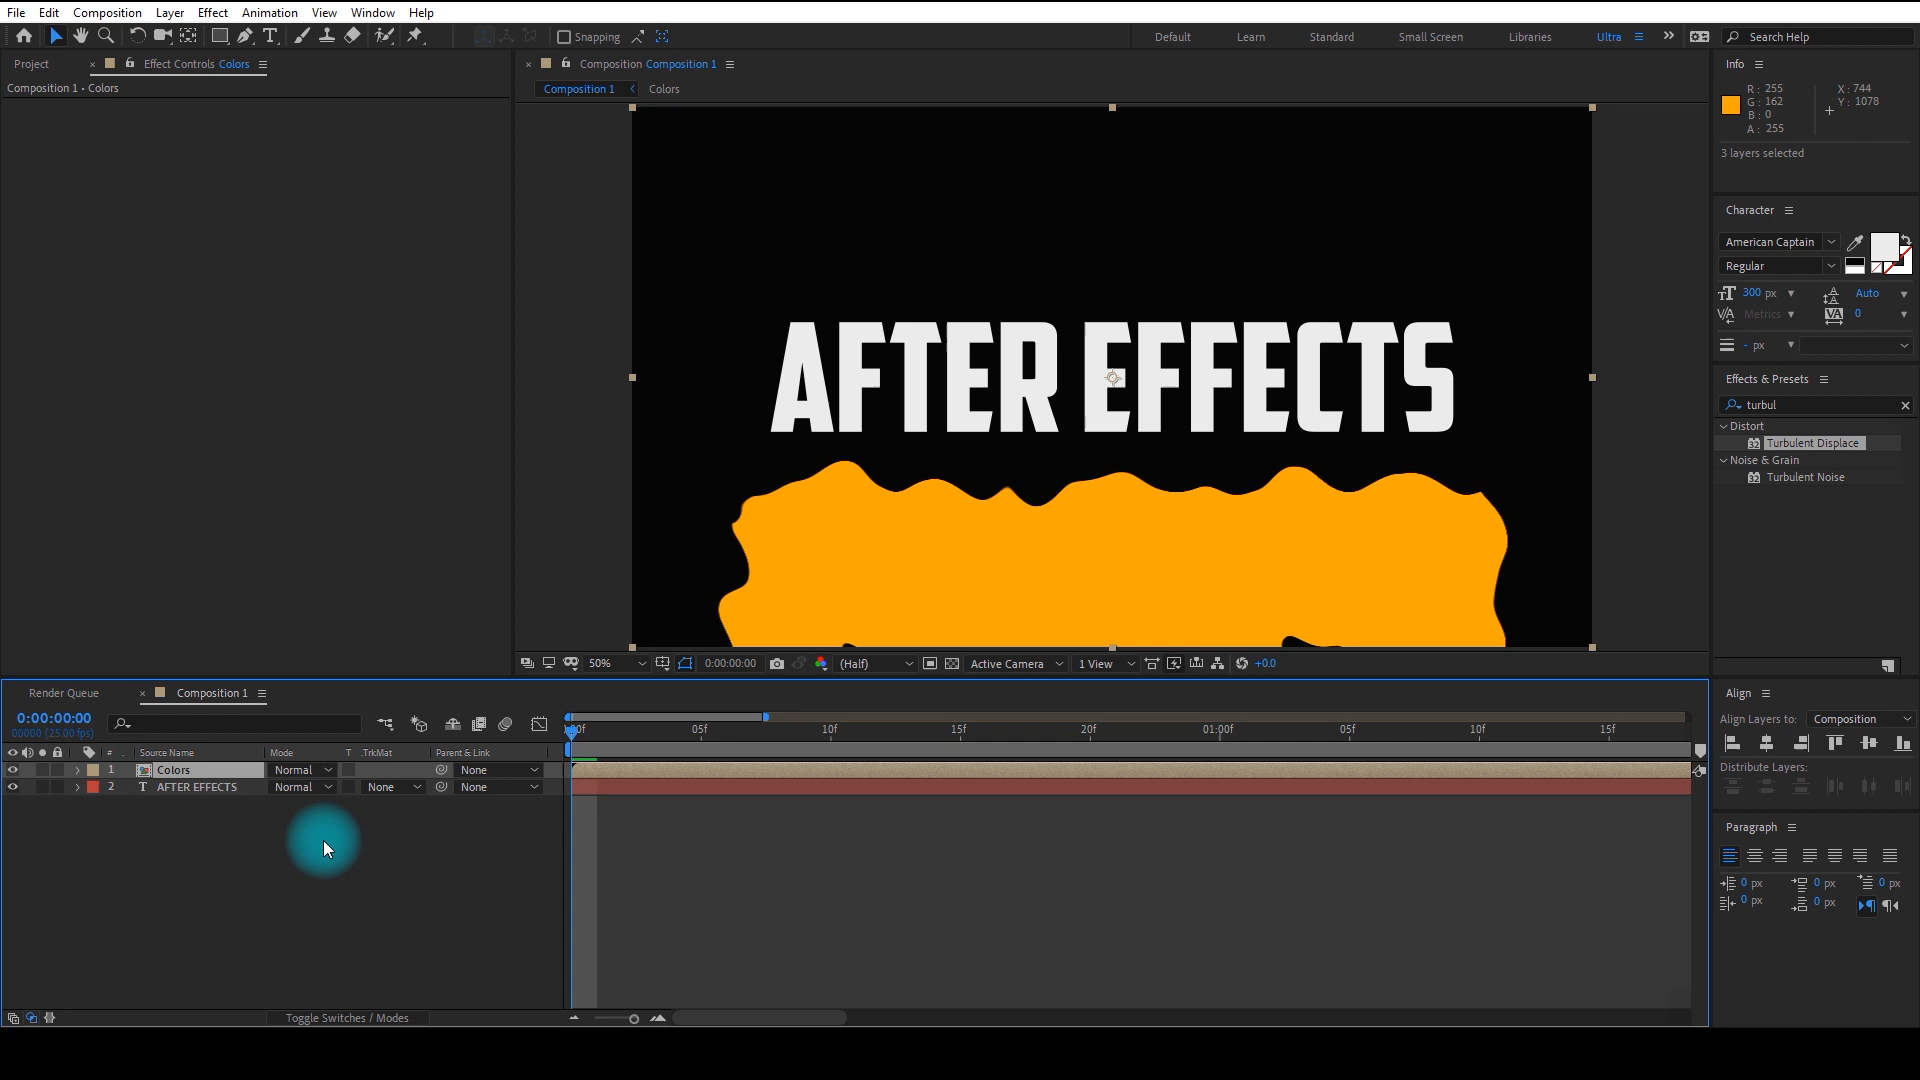 File Edit Composition Layer Effect Animation View Window Help
Snapping Default Learn Standard Small Screen Libraries Ultra Search Help
Project Effect Controls Colors
Composition 1 • Colors
Composition Composition 1
Composition 1 Colors
AFTER EFFECTS
50% 0:00:00:00 (Half) Active Camera 1 View +0.0
Info
R: 255
G: 162
B: 0
A: 255
X: 744
Y: 1078
3 layers selected
Character
American Captain
Regular
300 px Auto
Metrics 0
- px
Effects & Presets
turbul
Distort
Turbulent Displace
Noise & Grain
Turbulent Noise
Render Queue Composition 1
0:00:00:00
00000 (25.00 fps)
05f 10f 15f 20f 01:00f 05f 10f 15f
# Source Name Mode T .TrkMat Parent & Link
1 Colors Normal None
2 T AFTER EFFECTS Normal None None
Toggle Switches / Modes
Align
Align Layers to: Composition
Distribute Layers:
Paragraph
0 px 0 px 0 px
0 px 0 px